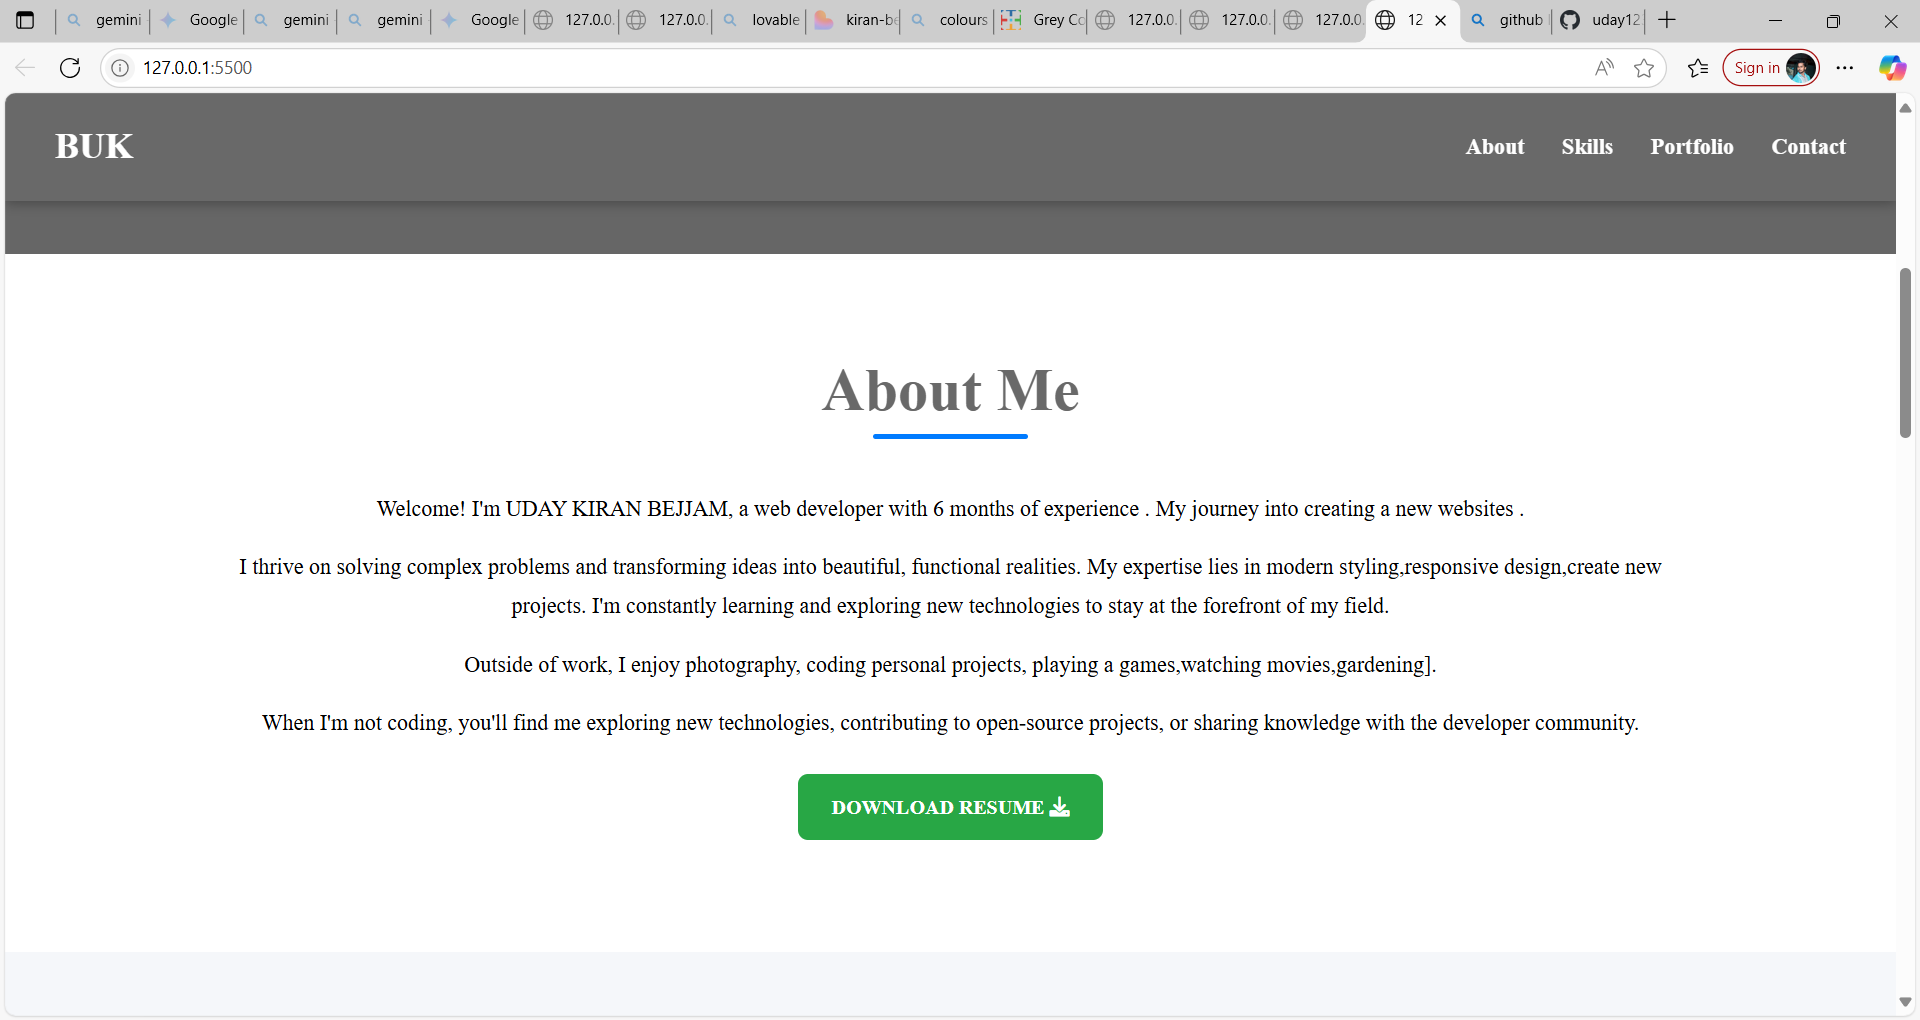 gemini
Google
gemini
gemini
Google
127.0.0.
127.0.0.
lovable
kiran-be
colours
Grey Co
127.0.0.
127.0.0.
127.0.0.
12
github
uday12
127.0.0.1:5500
Sign in
BUK
About Skills Portfolio Contact
About Me
Welcome! I'm UDAY KIRAN BEJJAM, a web developer with 6 months of experience . My journey into creating a new websites .
I thrive on solving complex problems and transforming ideas into beautiful, functional realities. My expertise lies in modern styling,responsive design,create new
projects. I'm constantly learning and exploring new technologies to stay at the forefront of my field.
Outside of work, I enjoy photography, coding personal projects, playing a games,watching movies,gardening].
When I'm not coding, you'll find me exploring new technologies, contributing to open-source projects, or sharing knowledge with the developer community.
DOWNLOAD RESUME